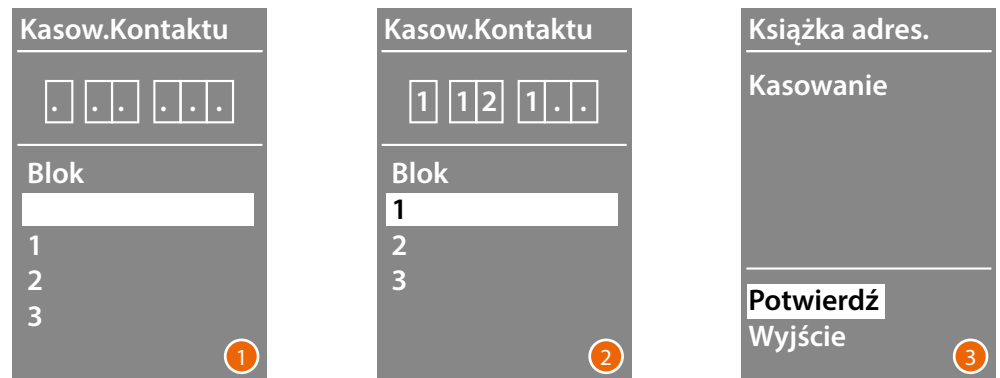 Kasow.Kontaktu
. . . . . .
Blok
1
2
3
1
Kasow.Kontaktu
1 1 2 1 . .
Blok
1
2
3
2
Książka adres.
Kasowanie
Potwierdź
Wyjście
3